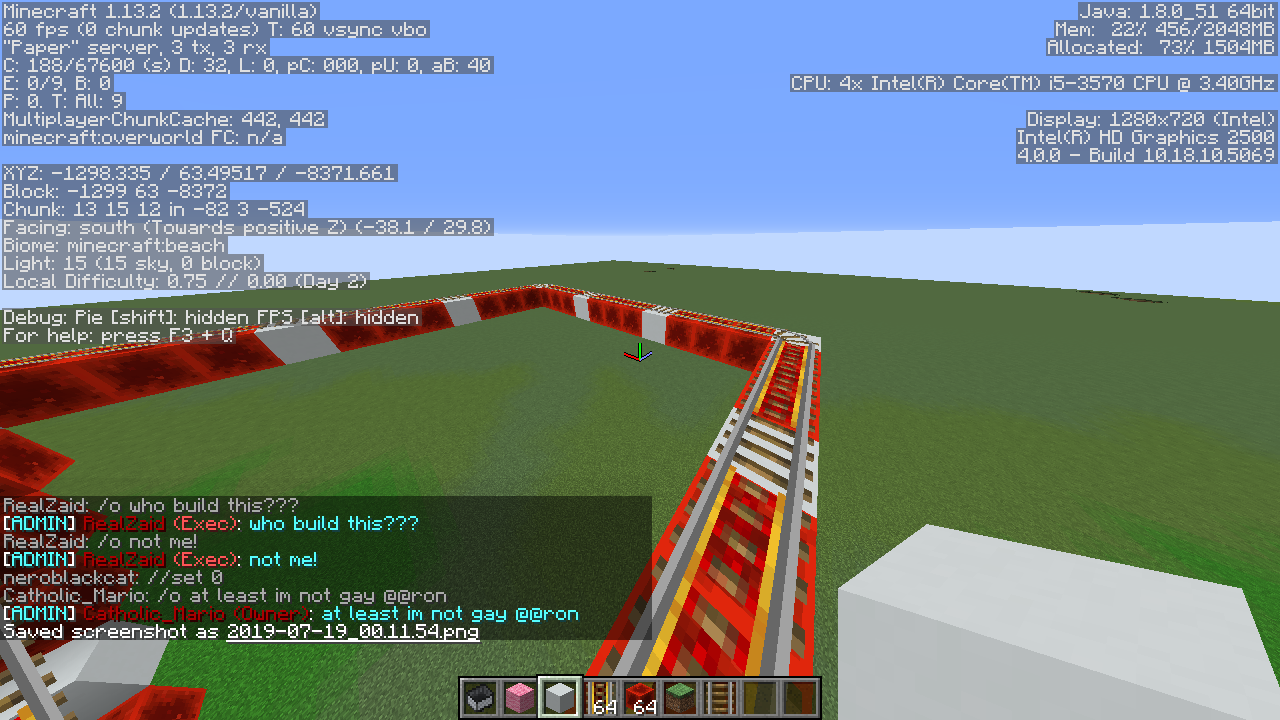 Minecraft 1.13.2 (1.13.2/vanilla)
60 fps (0 chunk updates) T: 60 vsync vbo
"Paper" server, 3 tx, 3 rx
C: 188/67600 (s) D: 32, L: 0, pC: 000, pU: 0, aB: 40
E: 0/9, B: 0
P: 0. T: All: 9
MultiplayerChunkCache: 442, 442
minecraft:overworld FC: n/a
XYZ: -1298.335 / 63.49517 / -8371.661
Block: -1299 63 -8372
Chunk: 13 15 12 in -82 3 -524
Facing: south (Towards positive Z) (-38.1 / 29.8)
Biome: minecraft:beach
Light: 15 (15 sky, 0 block)
Local Difficulty: 0.75 // 0.00 (Day 2)
Debug: Pie [shift]: hidden FPS [alt]: hidden
For help: press F3 + Q
Java: 1.8.0_51 64bit
Mem: 22% 456/2048MB
Allocated: 73% 1504MB
CPU: 4x Intel(R) Core(TM) i5-3570 CPU @ 3.40GHz
Display: 1280x720 (Intel)
Intel(R) HD Graphics 2500
4.0.0 - Build 10.18.10.5069
RealZaid: /o who build this???
[ADMIN] RealZaid (Exec): who build this???
RealZaid: /o not me!
[ADMIN] RealZaid (Exec): not me!
neroblackcat: //set 0
Catholic_Mario: /o at least im not gay @@ron
[ADMIN] Catholic_Mario (Owner): at least im not gay @@ron
Saved screenshot as 2019-07-19_00.11.54.png
64 64